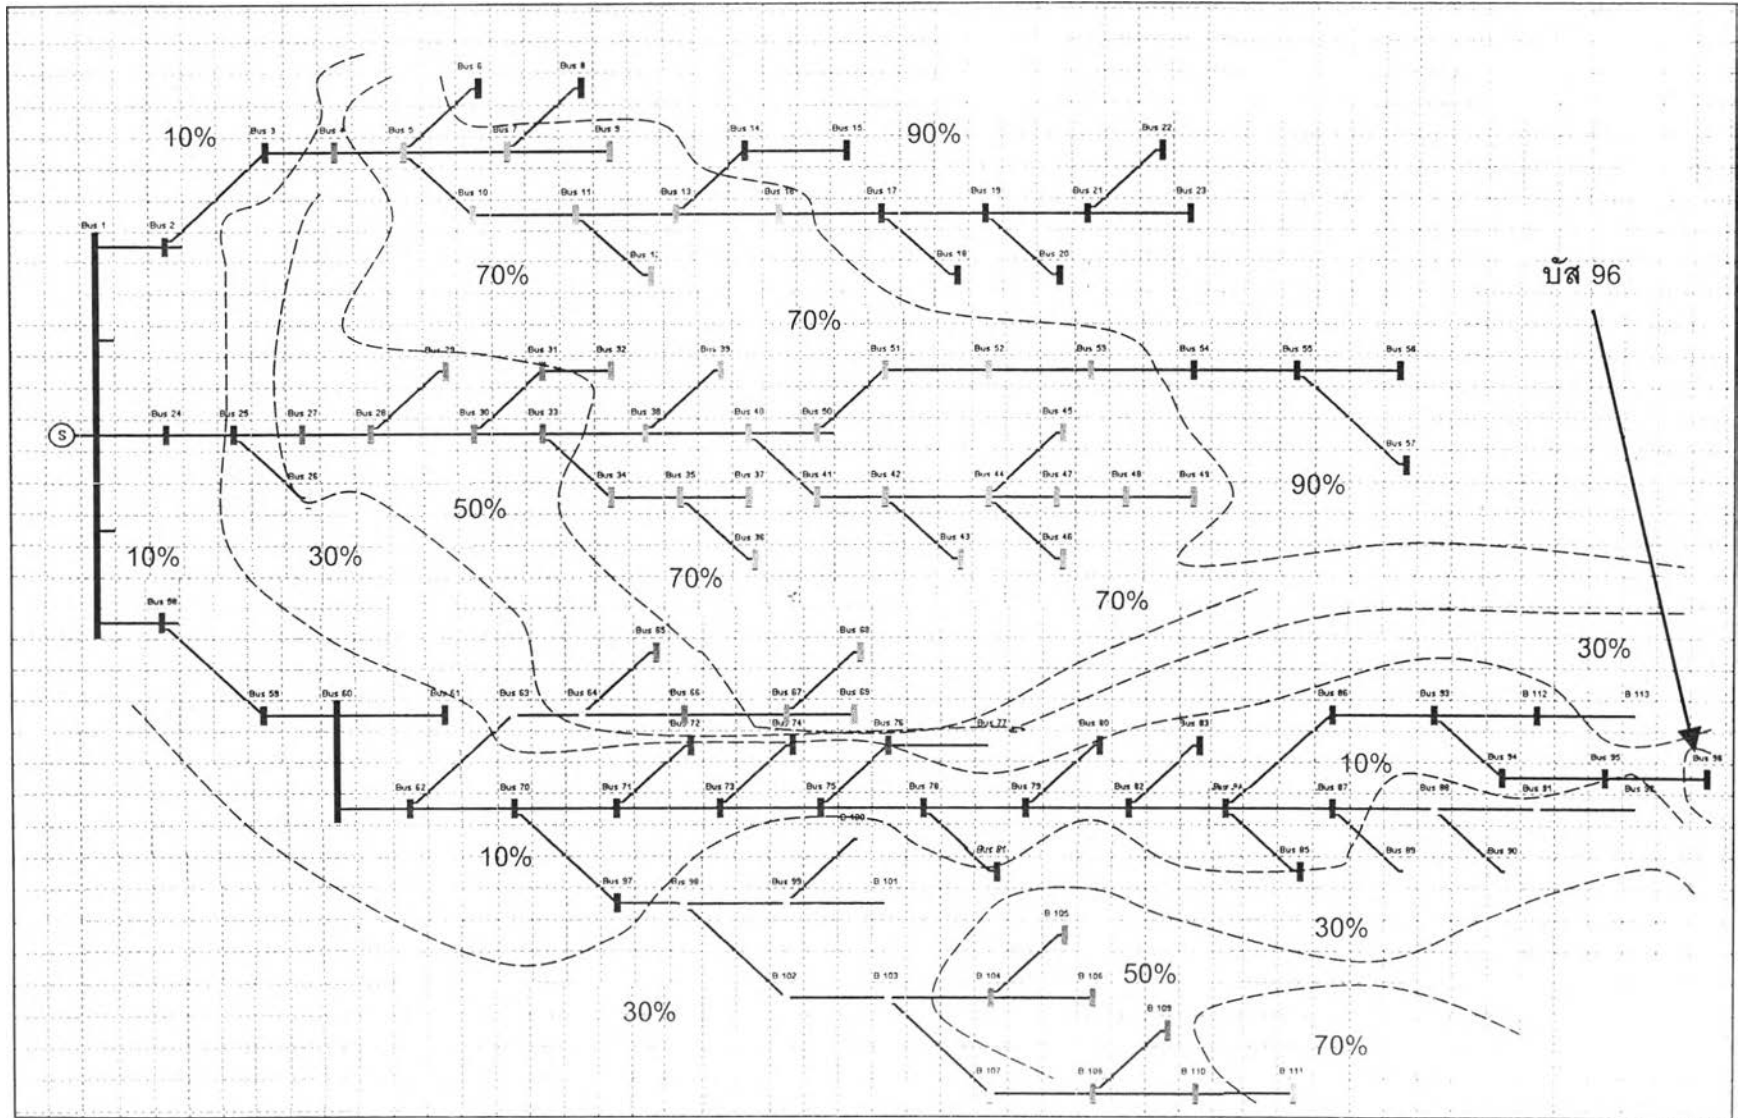 Bus 6
Bus 8
10%
Bus 3
Bus 5
Bus 7
Bus 9
Bus 14
Bus 15
90%
Bus 22
Bus 10
Bus 11
Bus 13
Bus 16
Bus 17
Bus 19
Bus 21
Bus 23
Bus 1
Bus 2
70%
Bus 18
Bus 20
บัส 96
70%
Bus 29
Bus 31
Bus 32
Bus 39
Bus 51
Bus 52
Bus 53
Bus 54
Bus 55
Bus 56
S
Bus 24
Bus 25
Bus 27
Bus 28
Bus 30
Bus 38
Bus 40
Bus 50
Bus 45
Bus 57
Bus 26
Bus 34
Bus 35
Bus 37
Bus 41
Bus 42
Bus 44
Bus 47
Bus 48
Bus 49
90%
50%
10%
30%
Bus 36
Bus 43
Bus 46
70%
70%
Bus 65
Bus 68
30%
Bus 59
Bus 60
Bus 61
Bus 63
Bus 64
Bus 66
Bus 67
Bus 69
Bus 86
Bus 93
B 112
B 113
Bus 72
Bus 74
Bus 76
Bus 77
Bus 80
Bus 83
10%
Bus 94
Bus 95
Bus 62
Bus 70
Bus 71
Bus 73
Bus 75
Bus 78
Bus 79
Bus 82
Bus 87
Bus 88
Bus 91
B 100
10%
Bus 81
Bus 85
Bus 89
Bus 90
Bus 97
Bus 98
Bus 99
B 101
B 105
30%
B 102
B 103
B 104
B 106
50%
30%
B 109
70%
B 107
B 110
B 111